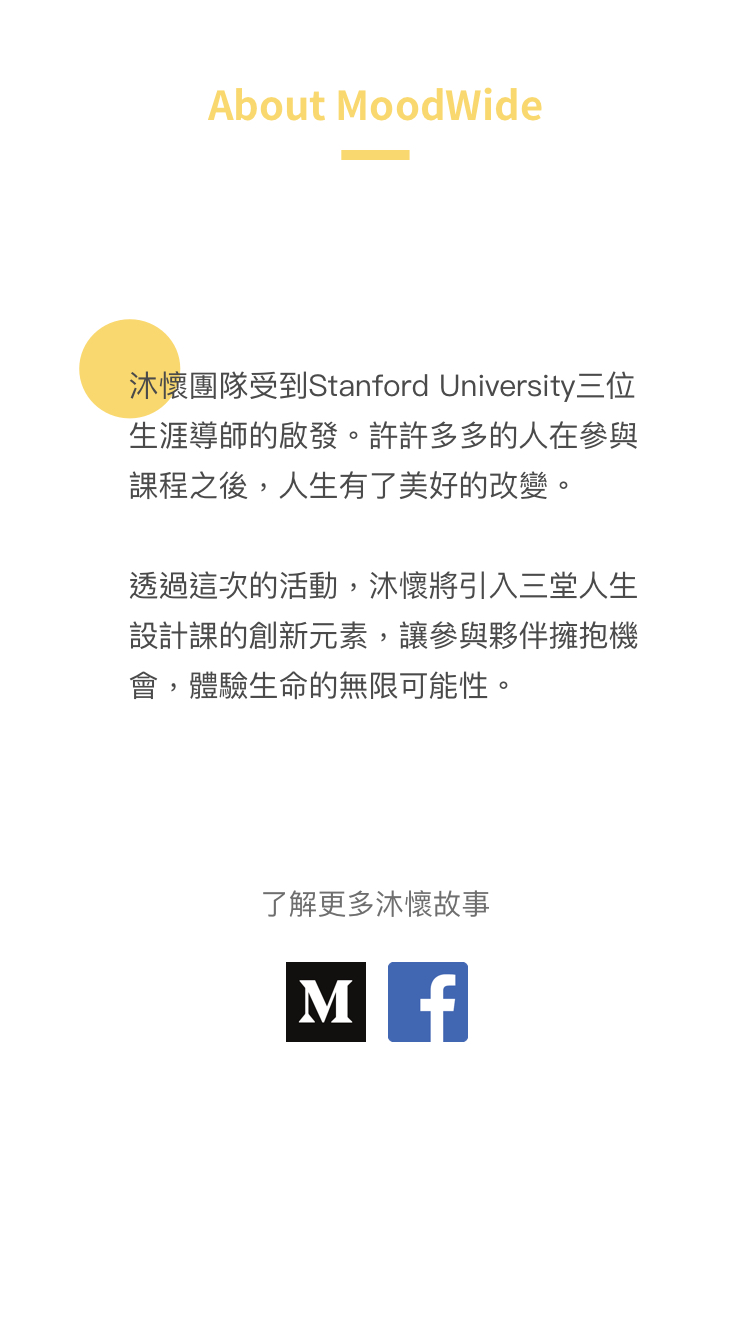 About MoodWide
沐懷團隊受到Stanford University三位
生涯導師的啟發。許許多多的人在參與
課程之後，人生有了美好的改變。
透過這次的活動，沐懷將引入三堂人生
設計課的創新元素，讓參與夥伴擁抱機
會，體驗生命的無限可能性。
了解更多沐懷故事
M f